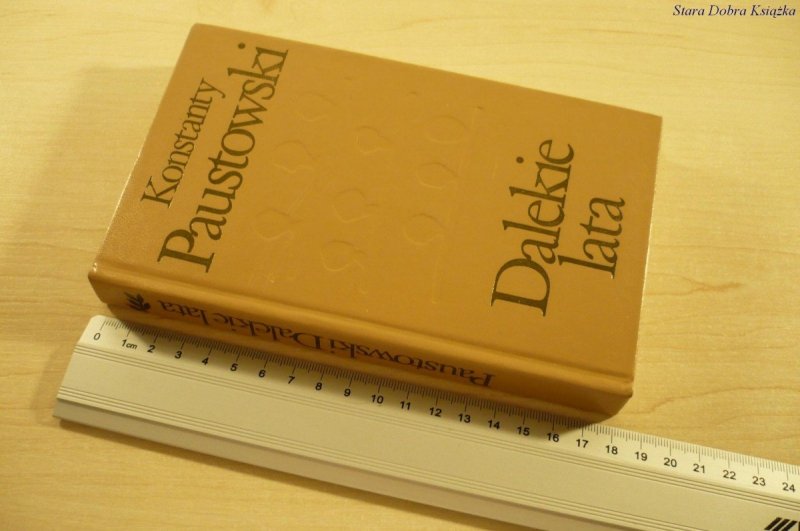 Stara Dobra Książka
Konstanty
Paustowski
Dalekie
lata
Paustowski Dalekie lata
0 1cm 2 3 4 5 6 7 8 9 10 11 12 13 14 15 16 17 18 19 20 21 22 23 24